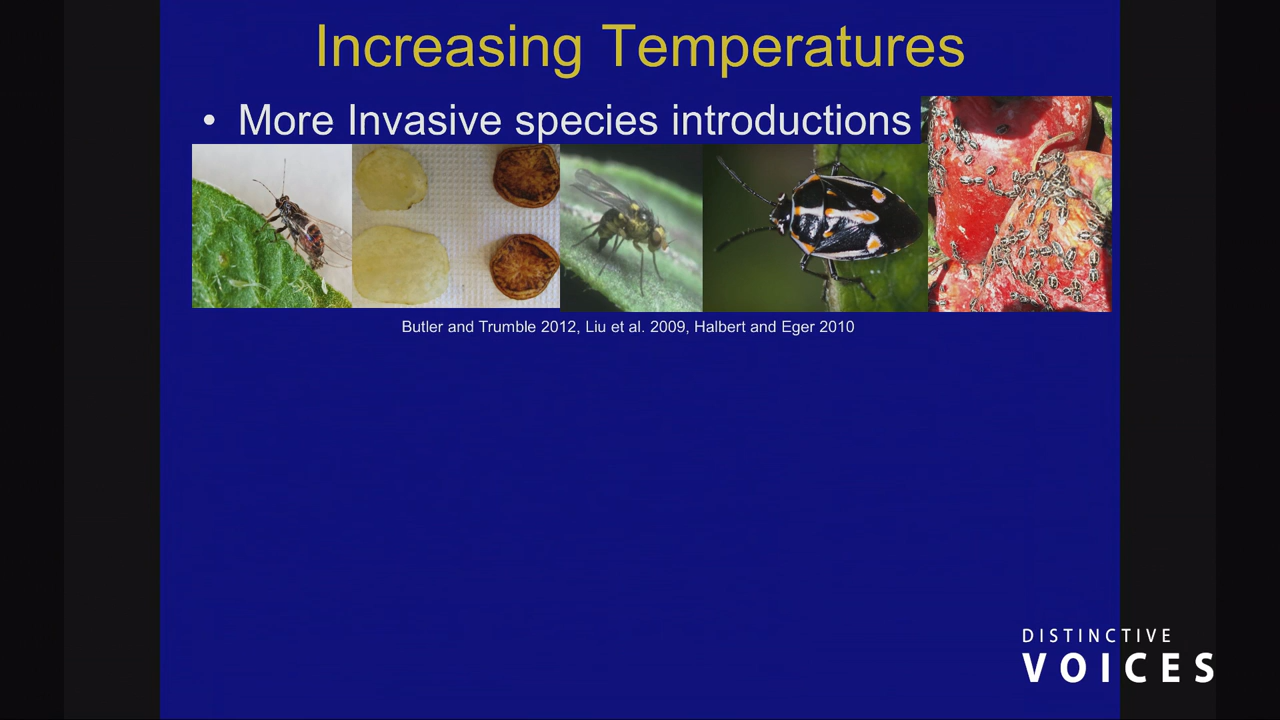 Increasing Temperatures
• More Invasive species introductions
Butler and Trumble 2012, Liu et al. 2009, Halbert and Eger 2010
DISTINCTIVE
VOICES